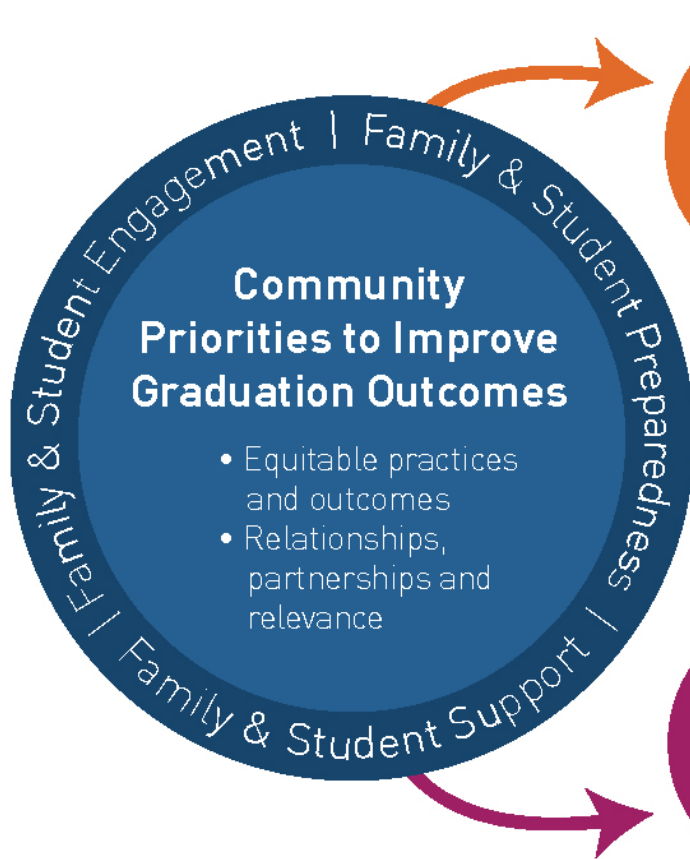 Family & Student Engagement | Family & Student Preparedness | Family & Student Support |
Community
Priorities to Improve
Graduation Outcomes
• Equitable practices
and outcomes
• Relationships,
partnerships and
relevance